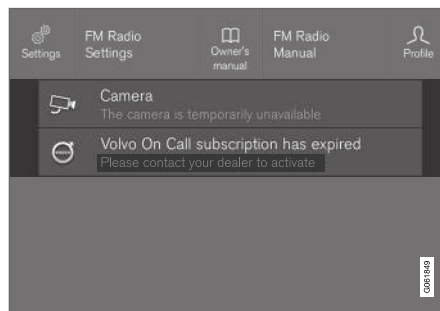 Settings
FM Radio
Settings
Owner's
manual
FM Radio
Manual
Profile
Camera
The camera is temporarily unavailable
Volvo On Call subscription has expired
Please contact your dealer to activate
G061849